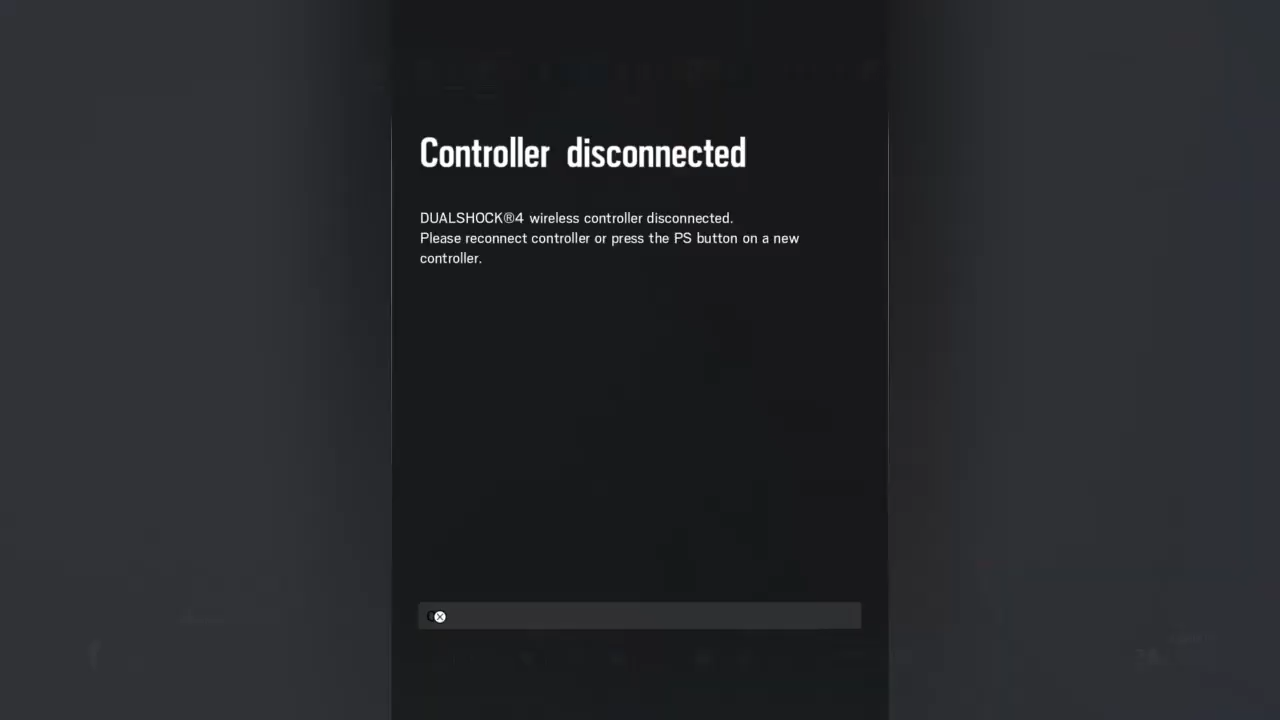 Controller disconnected
DUALSHOCK®4 wireless controller disconnected.
Please reconnect controller or press the PS button on a new
controller.